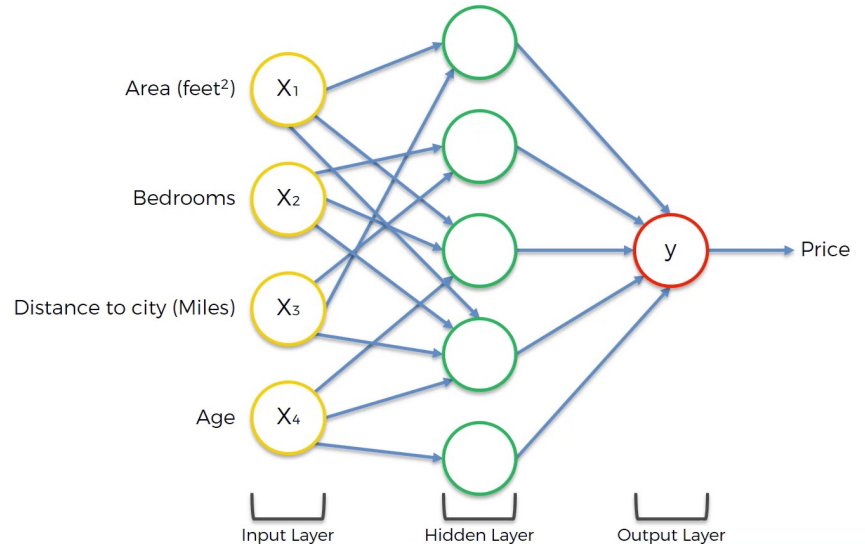 Area (feet²) X₁
Bedrooms X₂
Distance to city (Miles) X₃
Age X₄
y Price
Input Layer Hidden Layer Output Layer